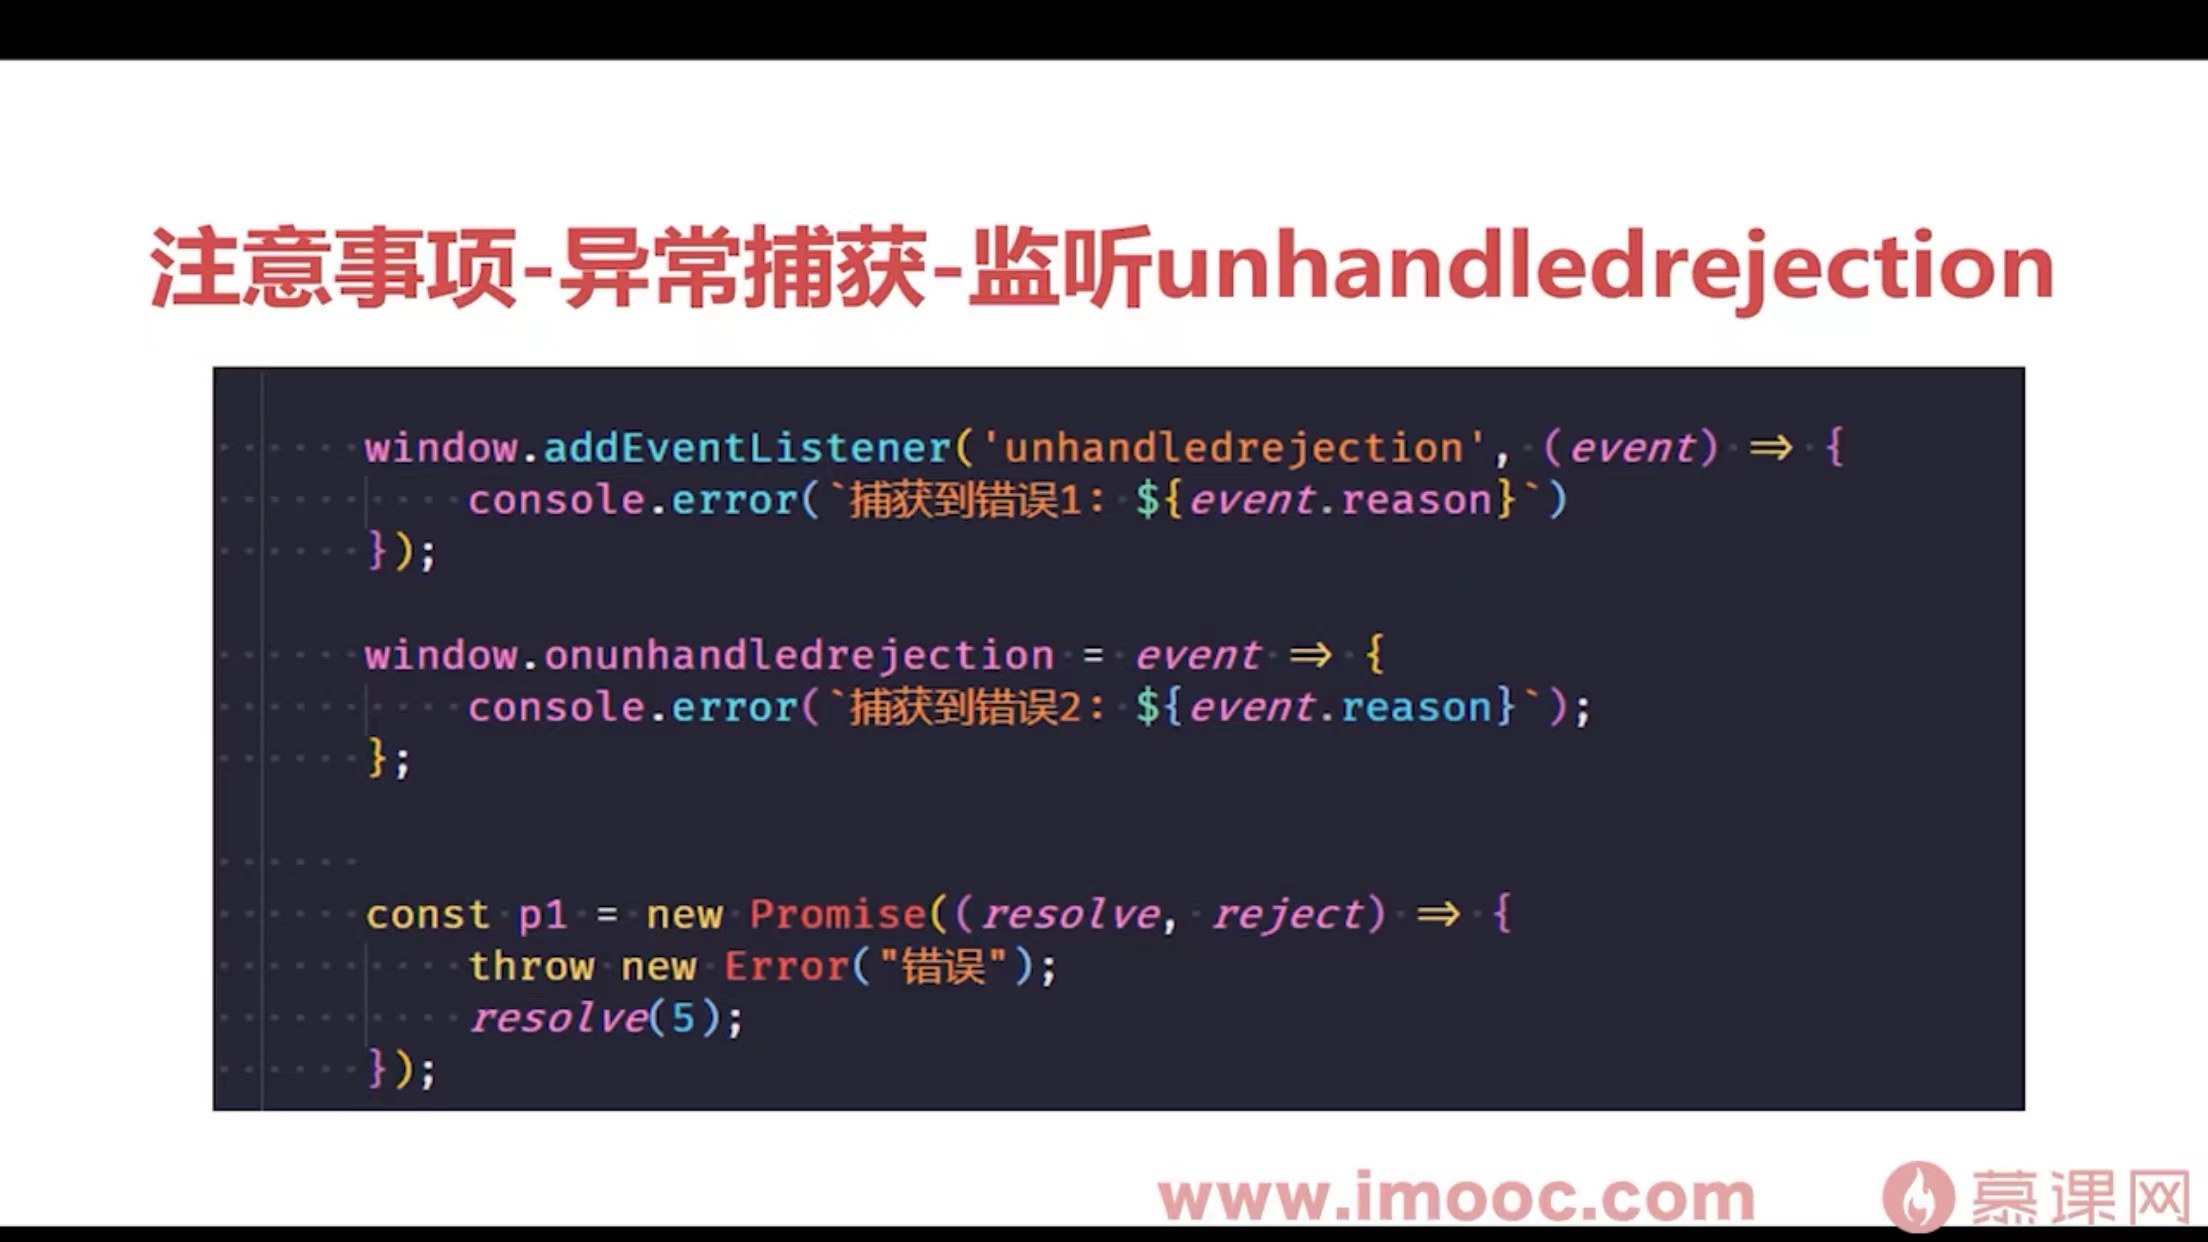 注意事项-异常捕获-监听unhandledrejection
window.addEventListener('unhandledrejection', (event) => {
console.error(`捕获到错误1: ${event.reason}`)
});
window.onunhandledrejection = event => {
console.error(`捕获到错误2: ${event.reason}`);
};
const p1 = new Promise((resolve, reject) => {
throw new Error("错误");
resolve(5);
});
www.imooc.com 慕课网